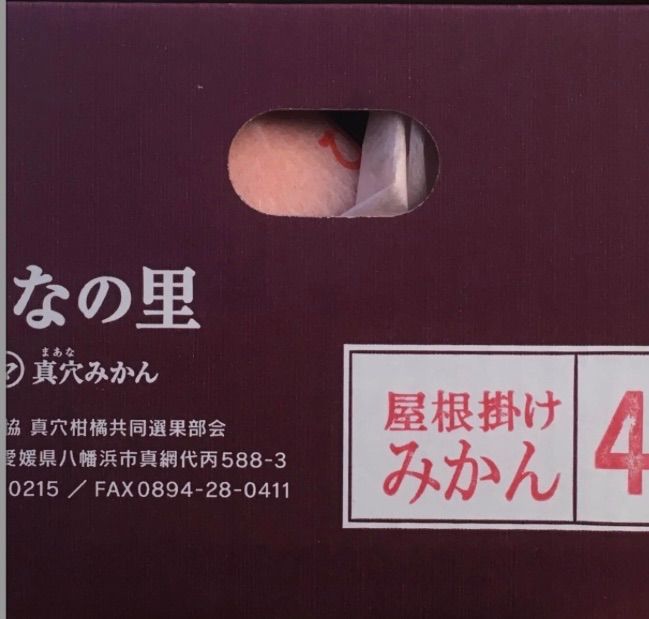 なの里
まあな
マ 真穴みかん
協 真穴柑橘共同選果部会
愛媛県八幡浜市真網代丙588-3
0215 ／ FAX0894-28-0411
屋根掛け
みかん
4
ひ